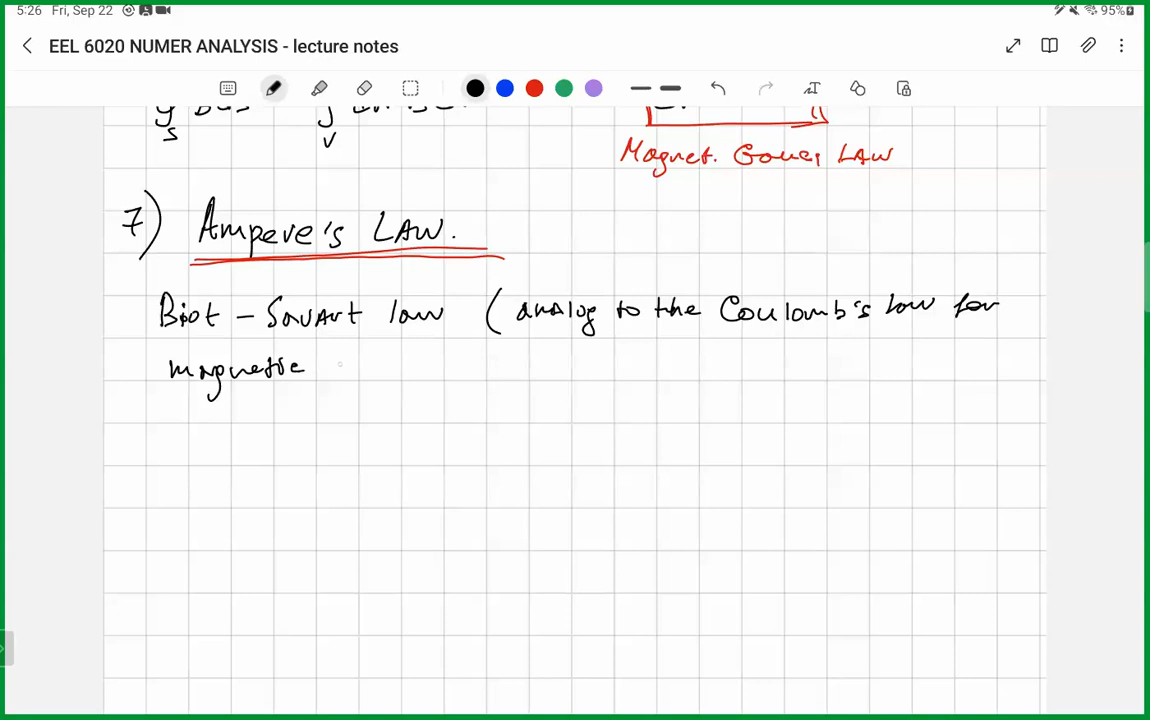 5:26 Fri, Sep 22 95%
EEL 6020 NUMER ANALYSIS - lecture notes
Magnet. Gauss LAW
7) Ampere's LAW.
Biot - Savart law ( analog to the Coulomb's law for
magnetic